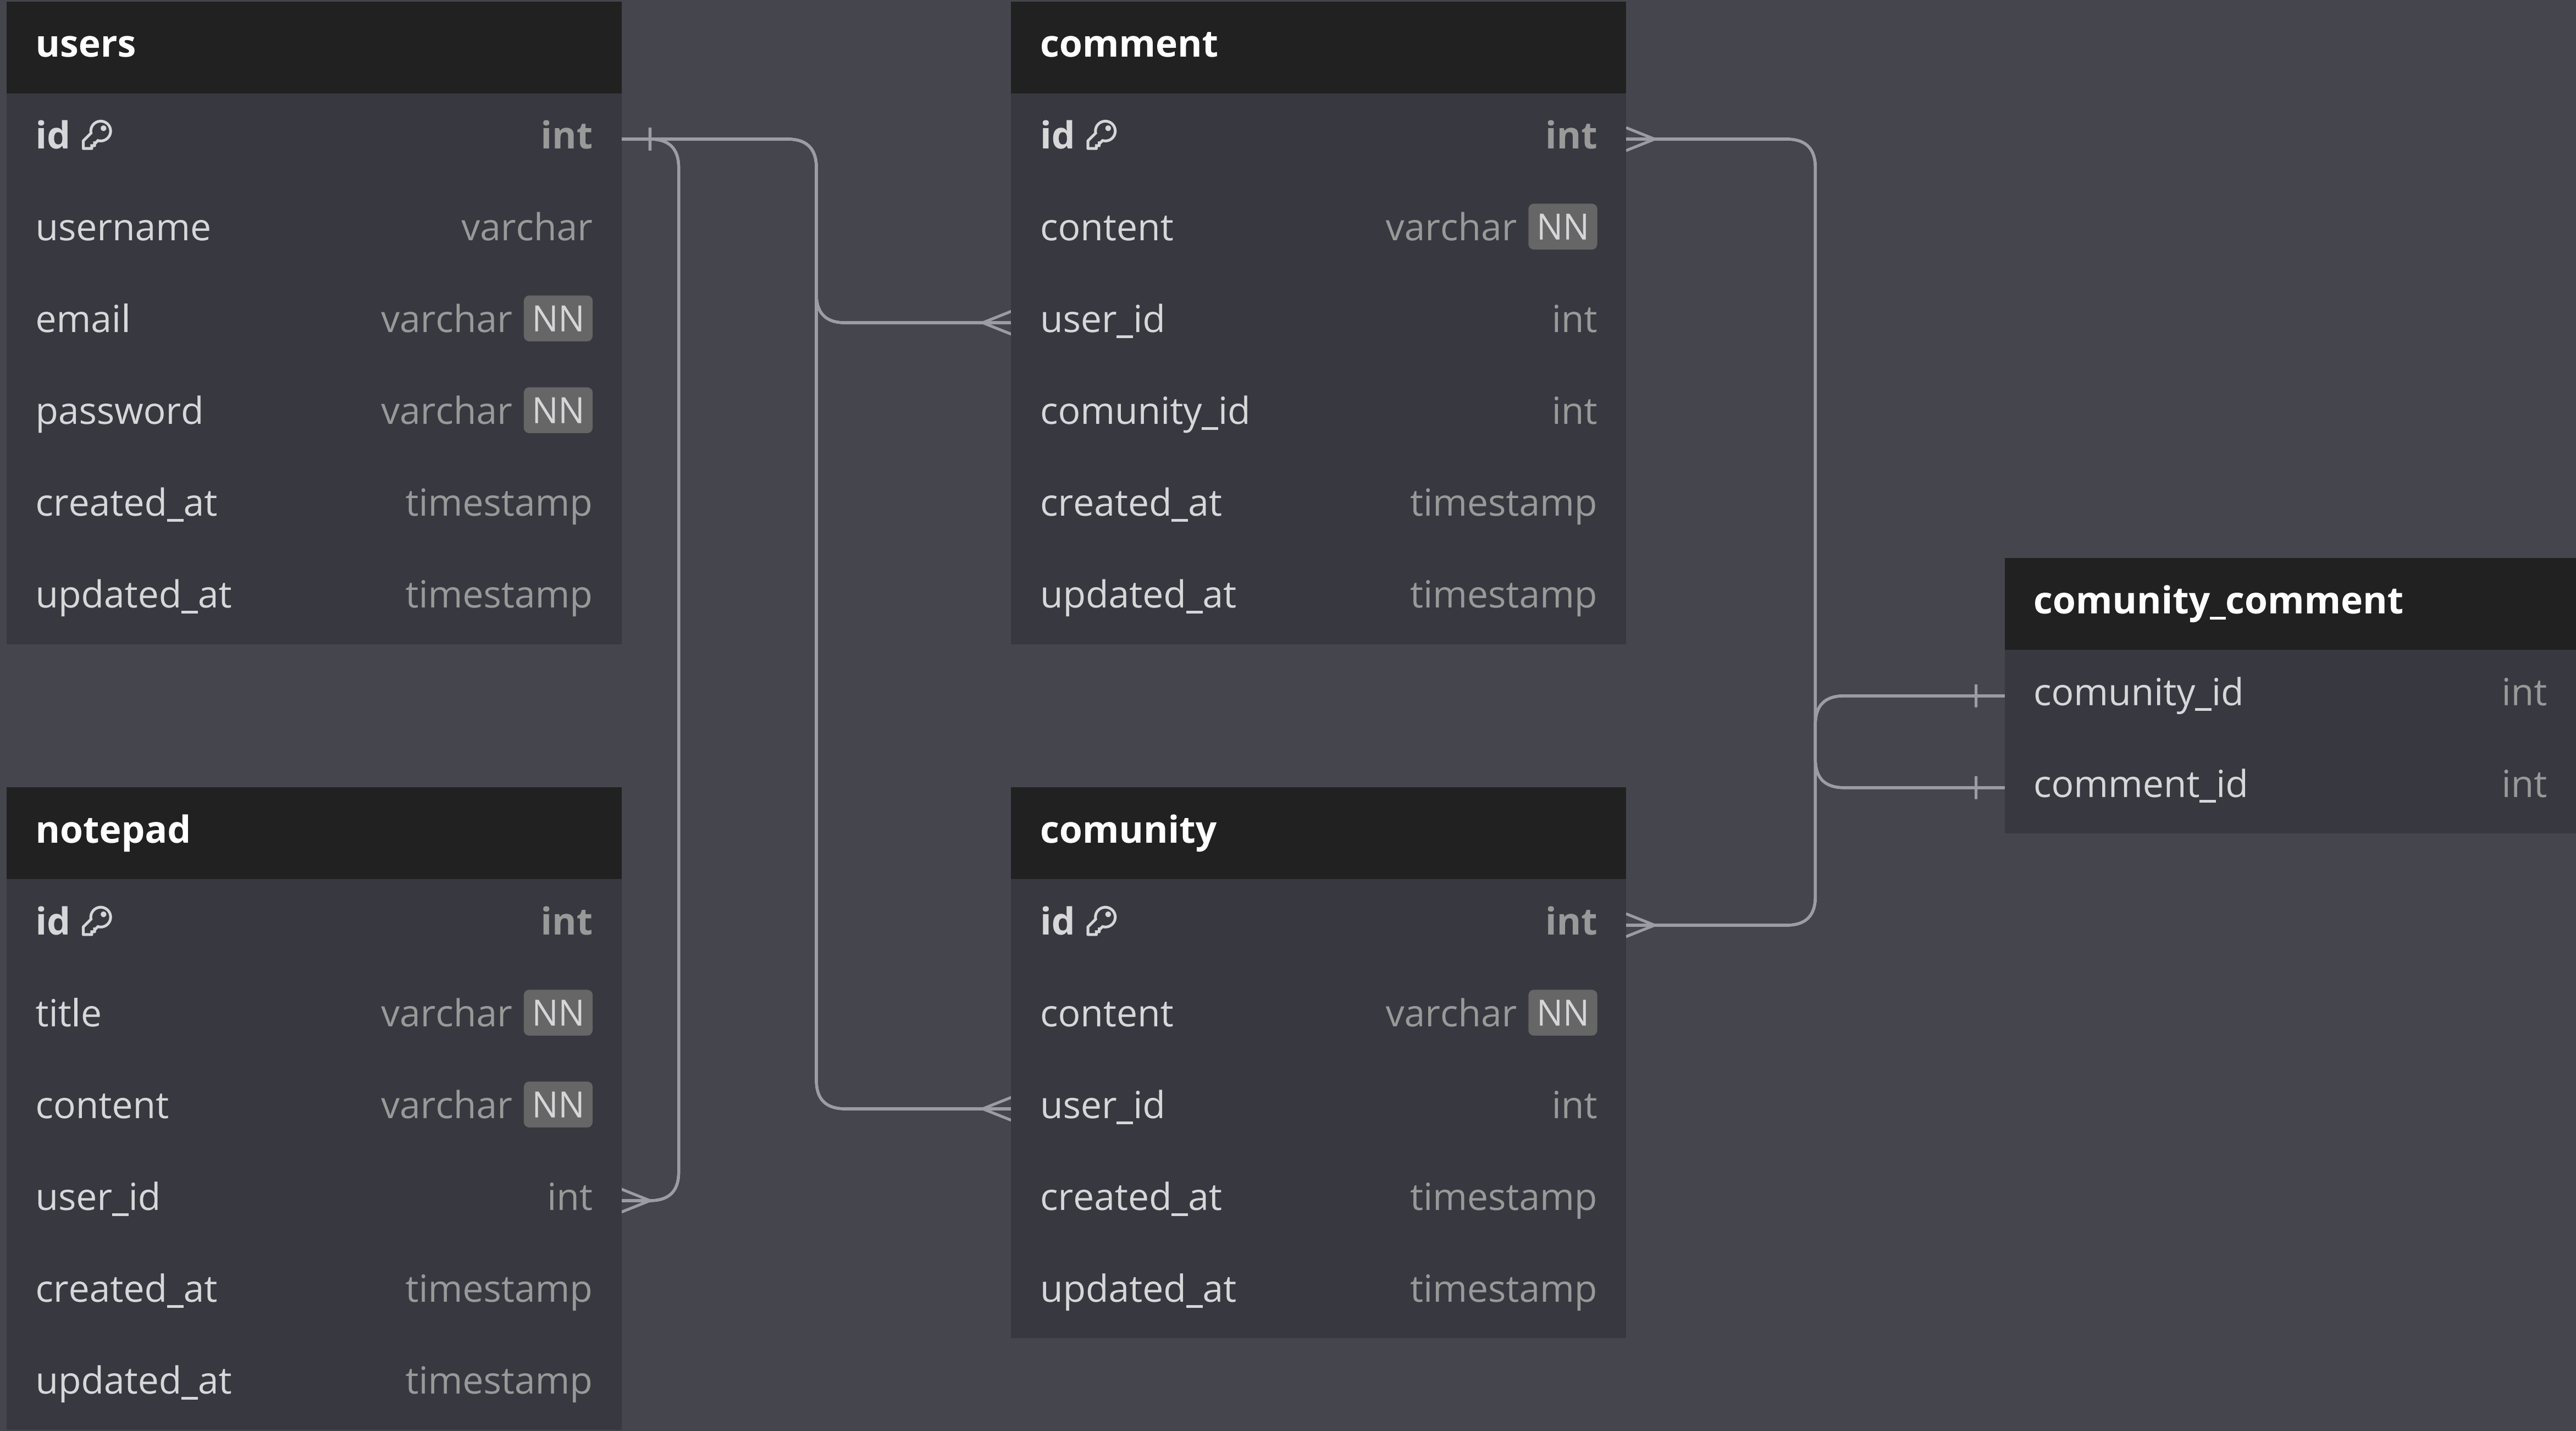 users
id int
username varchar
email varchar NN
password varchar NN
created_at timestamp
updated_at timestamp
comment
id int
content varchar NN
user_id int
comunity_id int
created_at timestamp
updated_at timestamp
comunity_comment
comunity_id int
comment_id int
notepad
id int
title varchar NN
content varchar NN
user_id int
created_at timestamp
updated_at timestamp
comunity
id int
content varchar NN
user_id int
created_at timestamp
updated_at timestamp